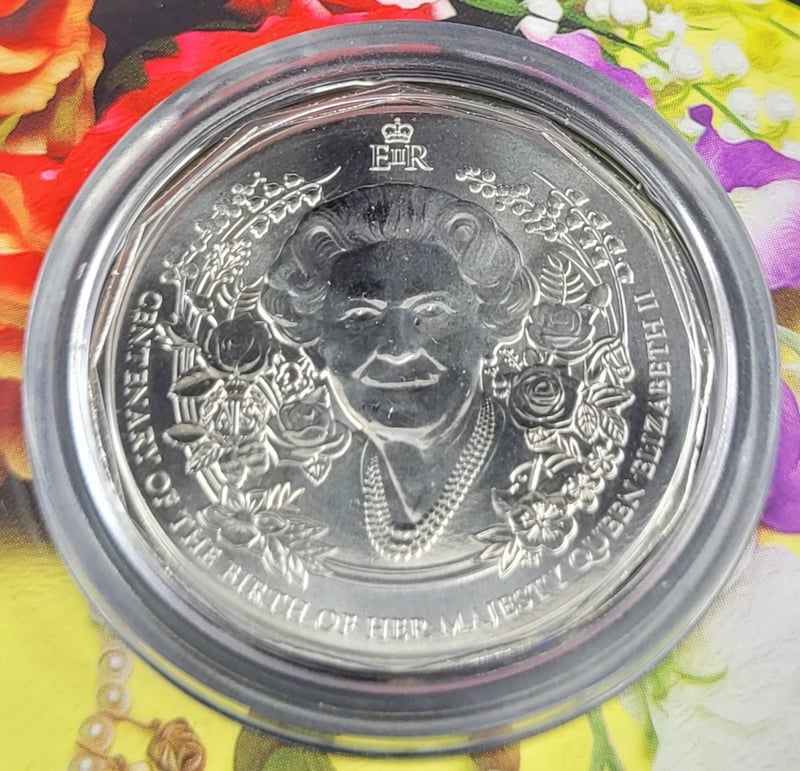 EIIR
CENTENARY OF THE BIRTH OF HER MAJESTY QUEEN ELIZABETH II